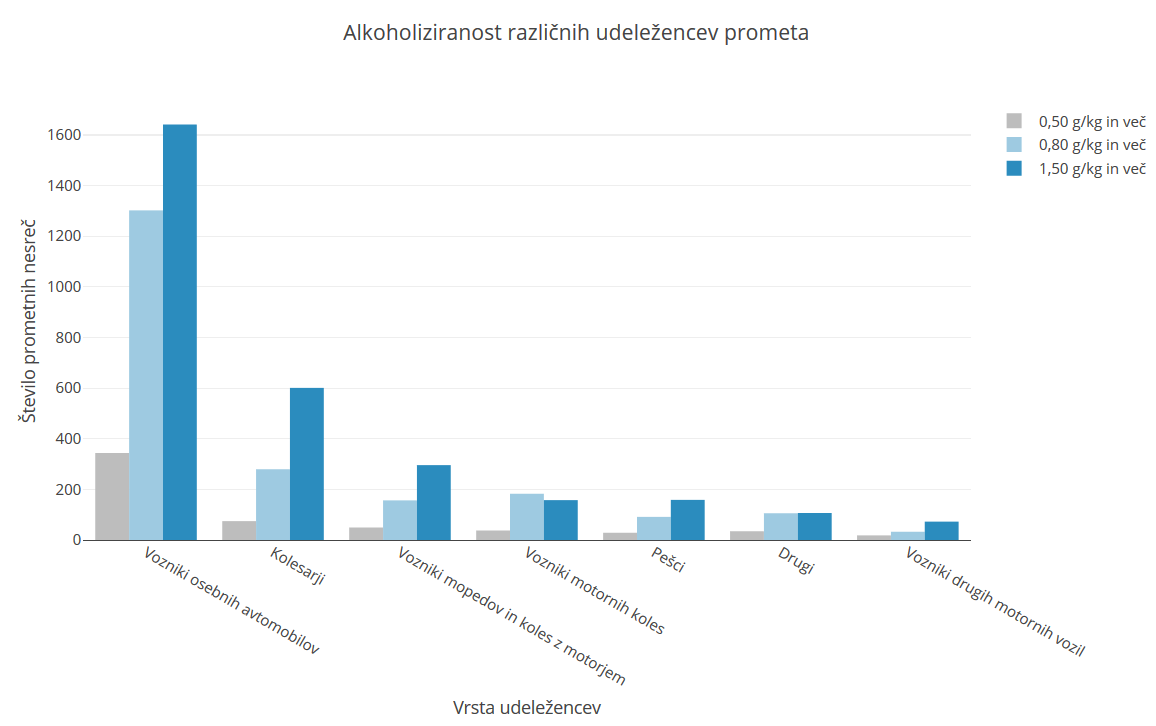 Alkoholiziranost različnih udeležencev prometa
0,50 g/kg in več
0,80 g/kg in več
1,50 g/kg in več
Število prometnih nesreč
1600
1400
1200
1000
800
600
400
200
0
Vozniki osebnih avtomobilov
Kolesarji
Vozniki mopedov in koles z motorjem
Vozniki motornih koles
Pešci
Drugi
Vozniki drugih motornih vozil
Vrsta udeležencev